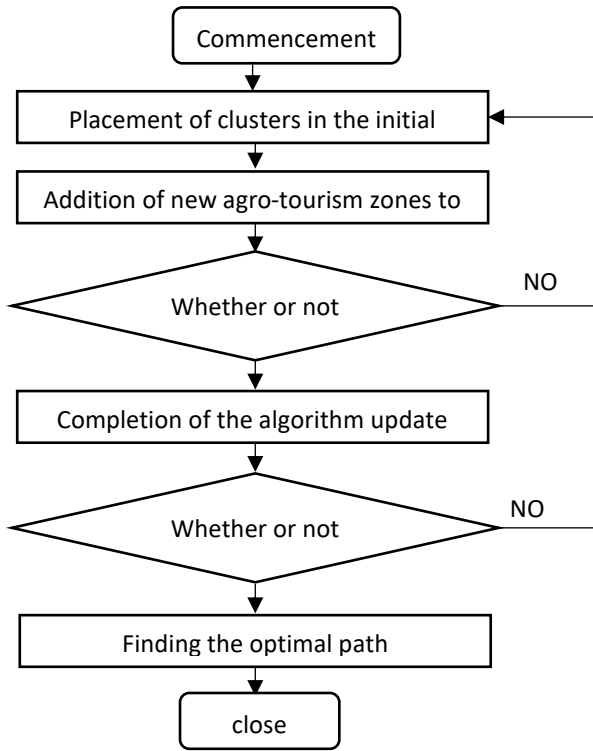 Commencement
Placement of clusters in the initial
Addition of new agro-tourism zones to
NO
Whether or not
Completion of the algorithm update
NO
Whether or not
Finding the optimal path
close